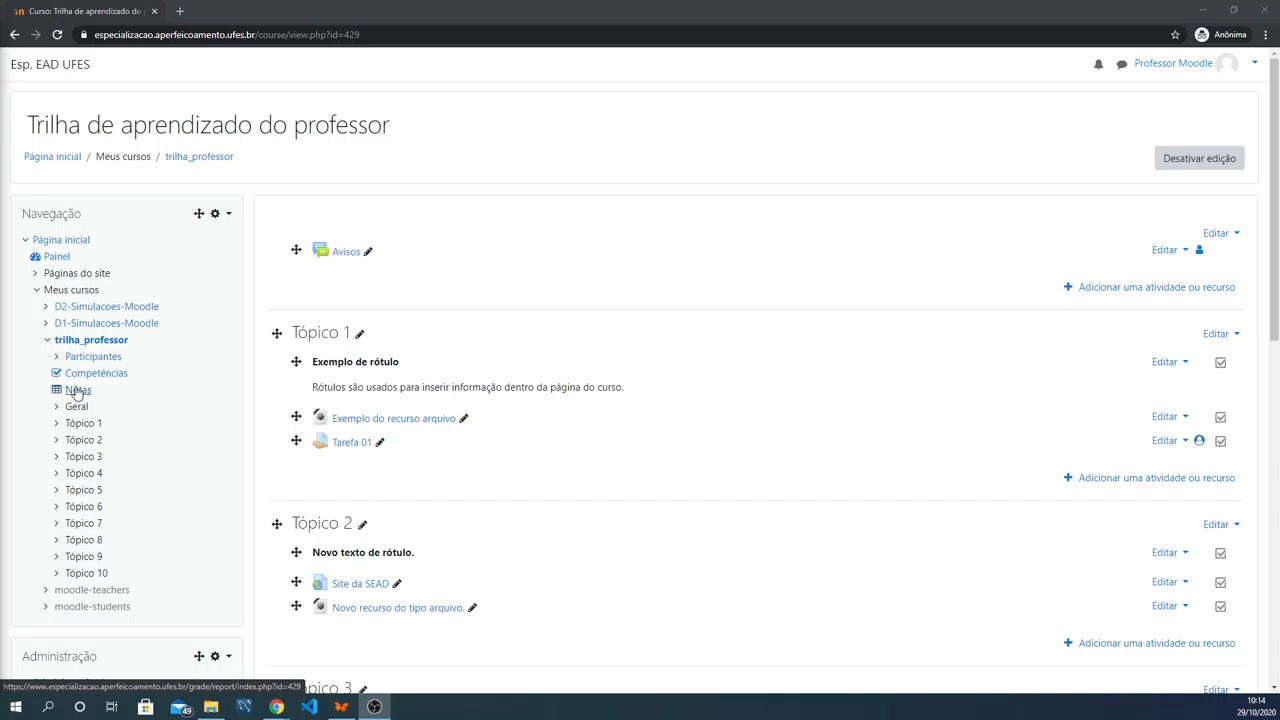 Curso: Trilha de aprendizado do
especializacao.aperfeicoamento.ufes.br/course/view.php?id=429
Anônima
Esp. EAD UFES
Professor Moodle
Trilha de aprendizado do professor
Página inicial / Meus cursos / trilha_professor
Desativar edição
Navegação
Página inicial
Painel
Páginas do site
Meus cursos
D2-Simulacoes-Moodle
D1-Simulacoes-Moodle
trilha_professor
Participantes
Competências
Notas
Geral
Tópico 1
Tópico 2
Tópico 3
Tópico 4
Tópico 5
Tópico 6
Tópico 7
Tópico 8
Tópico 9
Tópico 10
moodle-teachers
moodle-students
Administração
Editar
Avisos
Editar
Adicionar uma atividade ou recurso
Tópico 1
Editar
Exemplo de rótulo
Editar
Rótulos são usados para inserir informação dentro da página do curso.
Exemplo do recurso arquivo
Editar
Tarefa 01
Editar
Adicionar uma atividade ou recurso
Tópico 2
Editar
Novo texto de rótulo.
Editar
Site da SEAD
Editar
Novo recurso do tipo arquivo.
Editar
Adicionar uma atividade ou recurso
Tópico 3
Editar
https://www.especializacao.aperfeicoamento.ufes.br/grade/report/index.php?id=429
49
10:14
29/10/2020